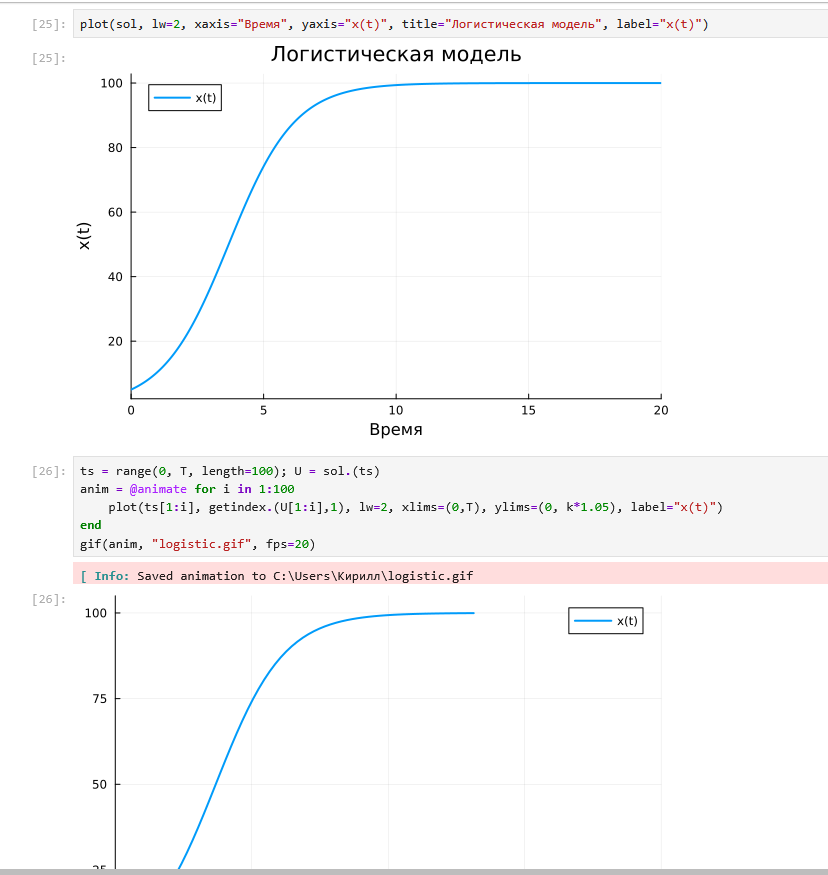 [25]: plot(sol, lw=2, xaxis="Время", yaxis="x(t)", title="Логистическая модель", label="x(t)")
[25]:
Логистическая модель
x(t)
100
80
60
40
20
x(t)
0 5 10 15 20
Время
[26]: ts = range(0, T, length=100); U = sol.(ts)
anim = @animate for i in 1:100
    plot(ts[1:i], getindex.(U[1:i],1), lw=2, xlims=(0,T), ylims=(0, k*1.05), label="x(t)")
end
gif(anim, "logistic.gif", fps=20)
[ Info: Saved animation to C:\Users\Кирилл\logistic.gif
[26]:
100
x(t)
75
50
25